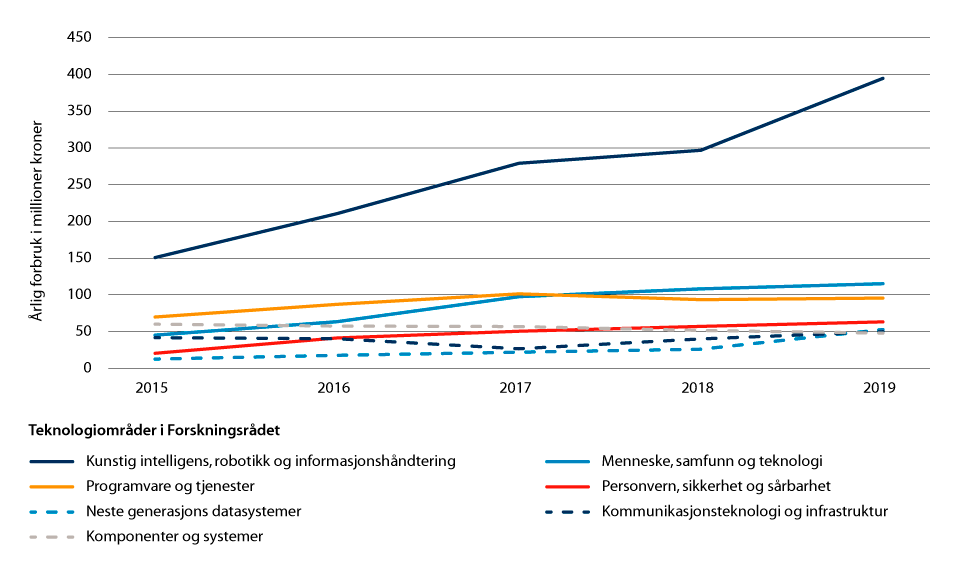 Årlig forbruk i millioner kroner
450
400
350
300
250
200
150
100
50
0
2015 2016 2017 2018 2019
Teknologiområder i Forskningsrådet
Kunstig intelligens, robotikk og informasjonshåndtering
Menneske, samfunn og teknologi
Programvare og tjenester
Personvern, sikkerhet og sårbarhet
Neste generasjons datasystemer
Kommunikasjonsteknologi og infrastruktur
Komponenter og systemer